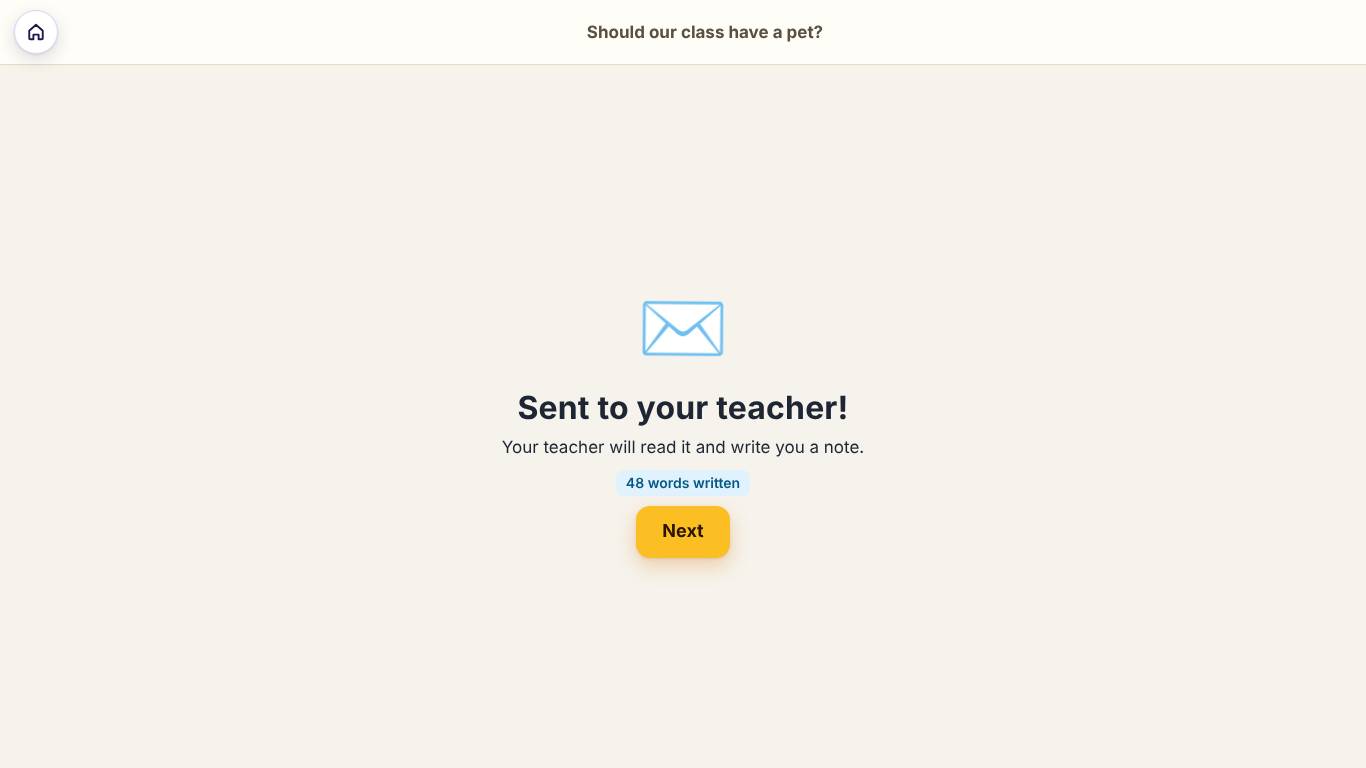 Should our class have a pet?
Sent to your teacher!
Your teacher will read it and write you a note.
48 words written
Next